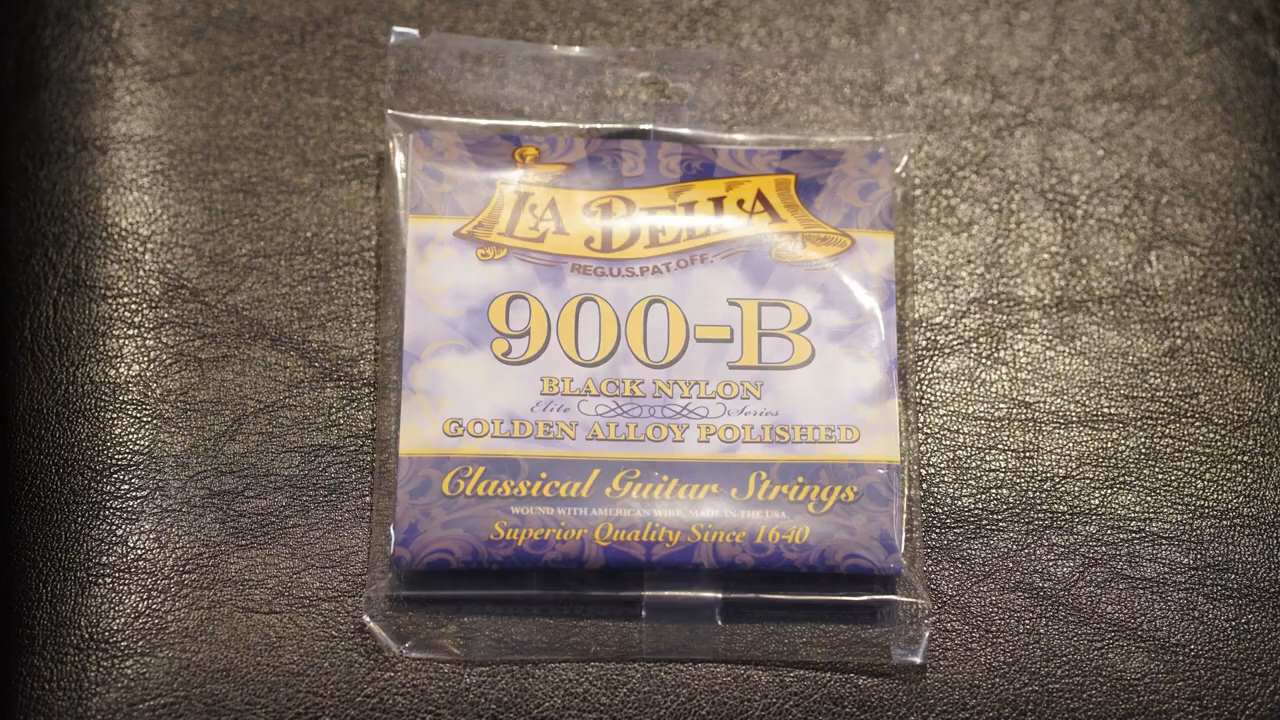 LA BELLA
REG.U.S.PAT.OFF.
900-B
BLACK NYLON
Elite Series
GOLDEN ALLOY POLISHED
Classical Guitar Strings
WOUND WITH AMERICAN WIRE. MADE IN THE USA.
Superior Quality Since 1640